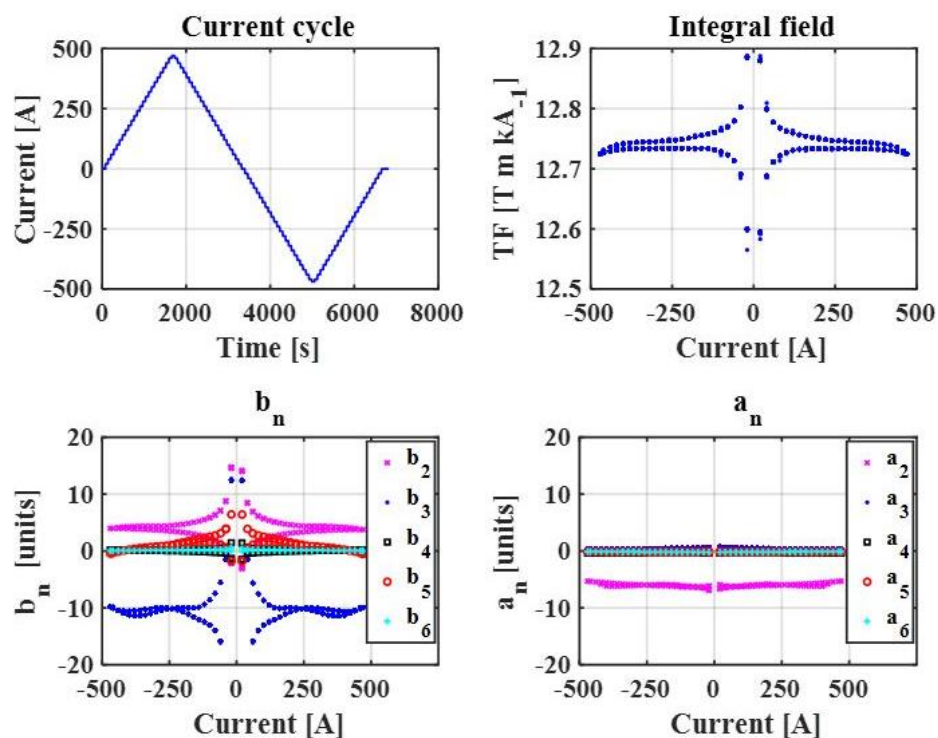 Current cycle
Current [A]
500
250
0
-250
-500
0
2000
4000
6000
8000
Time [s]
Integral field
TF [T m kA-1]
12.9
12.8
12.7
12.6
12.5
-500
-250
0
250
500
Current [A]
bn
bn [units]
20
10
0
-10
-20
-500
-250
0
250
500
Current [A]
b2
b3
b4
b5
b6
an
an [units]
20
10
0
-10
-20
-500
-250
0
250
500
Current [A]
a2
a3
a4
a5
a6